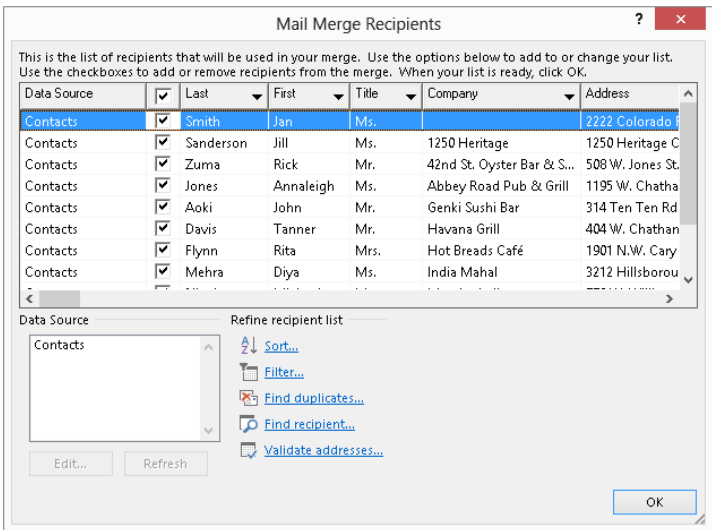 Mail Merge Recipients ? ×
This is the list of recipients that will be used in your merge. Use the options below to add to or change your list.
Use the checkboxes to add or remove recipients from the merge. When your list is ready, click OK.
Data Source Last First Title Company Address
Contacts Smith Jan Ms. 2222 Colorado
Contacts Sanderson Jill Ms. 1250 Heritage 1250 Heritage C
Contacts Zuma Rick Mr. 42nd St. Oyster Bar & S... 508 W. Jones St.
Contacts Jones Annaleigh Ms. Abbey Road Pub & Grill 1195 W. Chatha
Contacts Aoki John Mr. Genki Sushi Bar 314 Ten Ten Rd
Contacts Davis Tanner Mr. Havana Grill 404 W. Chathan
Contacts Flynn Rita Mrs. Hot Breads Café 1901 N.W. Cary
Contacts Mehra Diya Ms. India Mahal 3212 Hillsborou
Data Source Refine recipient list
Contacts
Sort...
Filter...
Find duplicates...
Find recipient...
Validate addresses...
Edit... Refresh
OK